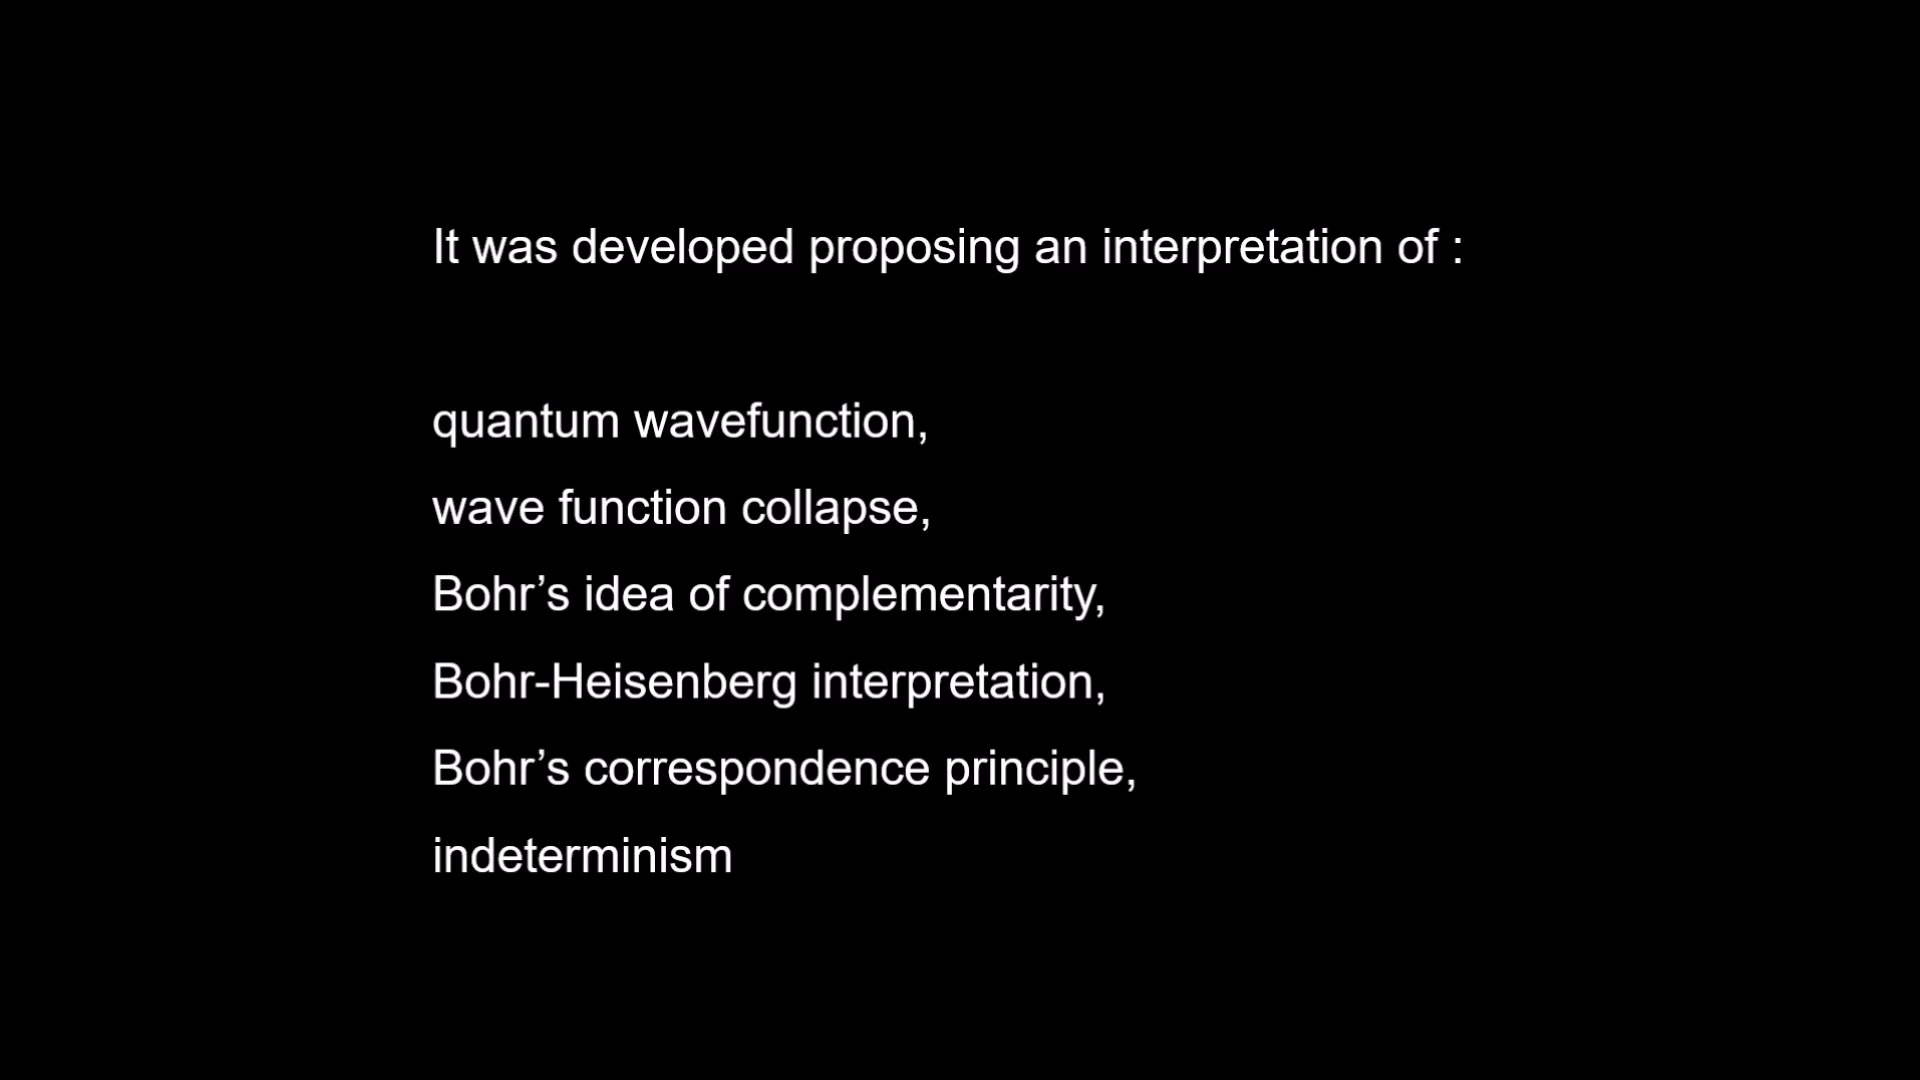 It was developed proposing an interpretation of :
quantum wavefunction,
wave function collapse,
Bohr’s idea of complementarity,
Bohr-Heisenberg interpretation,
Bohr’s correspondence principle,
indeterminism